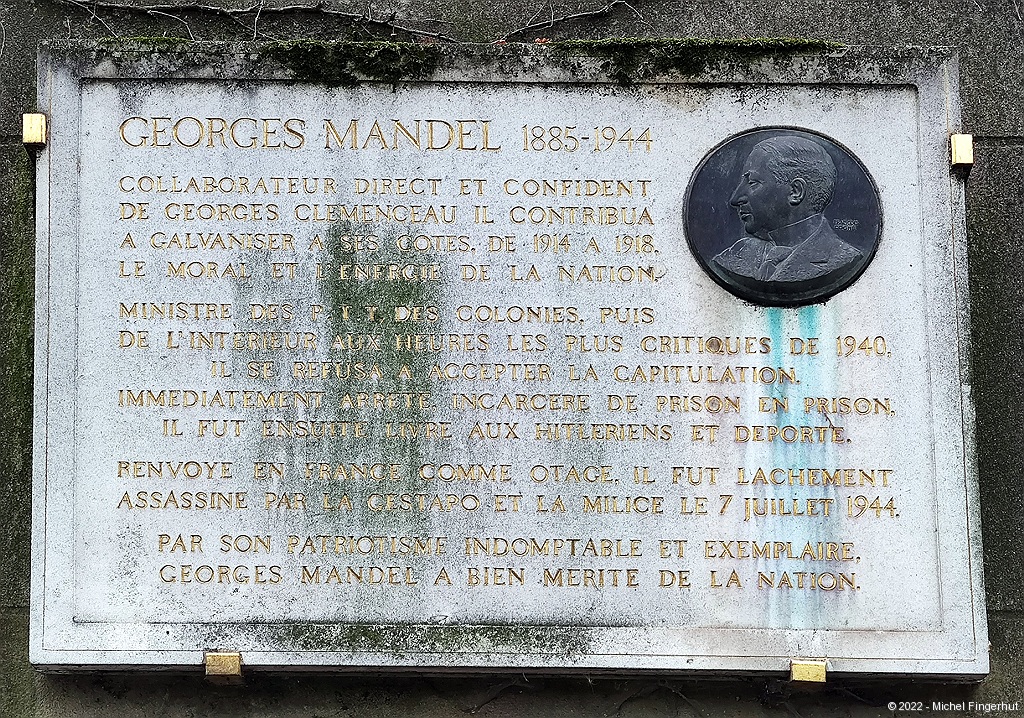 GEORGES MANDEL 1885-1944
COLLABORATEUR DIRECT ET CONFIDENT
DE GEORGES CLEMENCEAU IL CONTRIBUA
A GALVANISER A SES COTES, DE 1914 A 1918,
LE MORAL ET L'ENERGIE DE LA NATION.
MINISTRE DES P.T.T. DES COLONIES, PUIS
DE L'INTERIEUR AUX HEURES LES PLUS CRITIQUES DE 1940,
IL SE REFUSA A ACCEPTER LA CAPITULATION.
IMMEDIATEMENT ARRETE, INCARCERE DE PRISON EN PRISON,
IL FUT ENSUITE LIVRE AUX HITLERIENS ET DEPORTE.
RENVOYE EN FRANCE COMME OTAGE, IL FUT LACHEMENT
ASSASSINE PAR LA GESTAPO ET LA MILICE LE 7 JUILLET 1944.
PAR SON PATRIOTISME INDOMPTABLE ET EXEMPLAIRE,
GEORGES MANDEL A BIEN MERITE DE LA NATION.
© 2022 - Michel Fingerhut